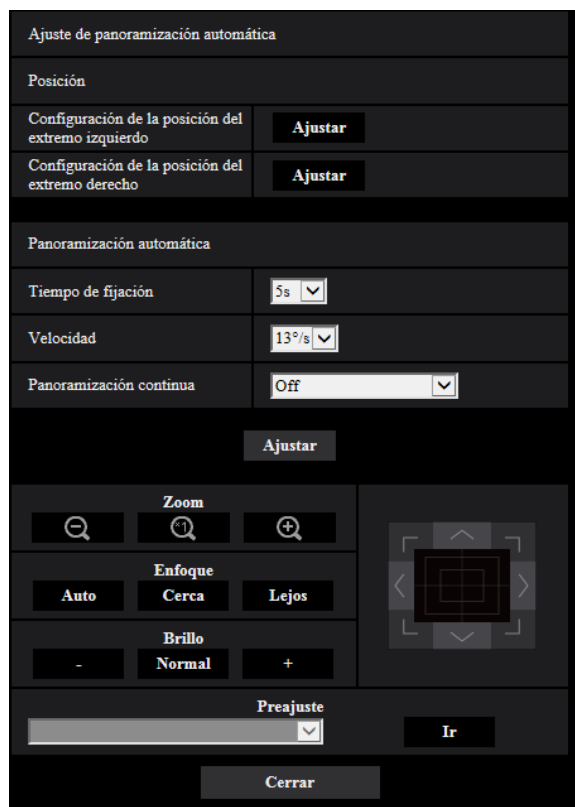 Ajuste de panoramización automática
Posición
Configuración de la posición del
extremo izquierdo
Ajustar
Configuración de la posición del
extremo derecho
Ajustar
Panoramización automática
Tiempo de fijación
5s
Velocidad
13°/s
Panoramización continua
Off
Ajustar
Zoom
×1
Enfoque
Auto Cerca Lejos
Brillo
- Normal +
Preajuste
Ir
Cerrar